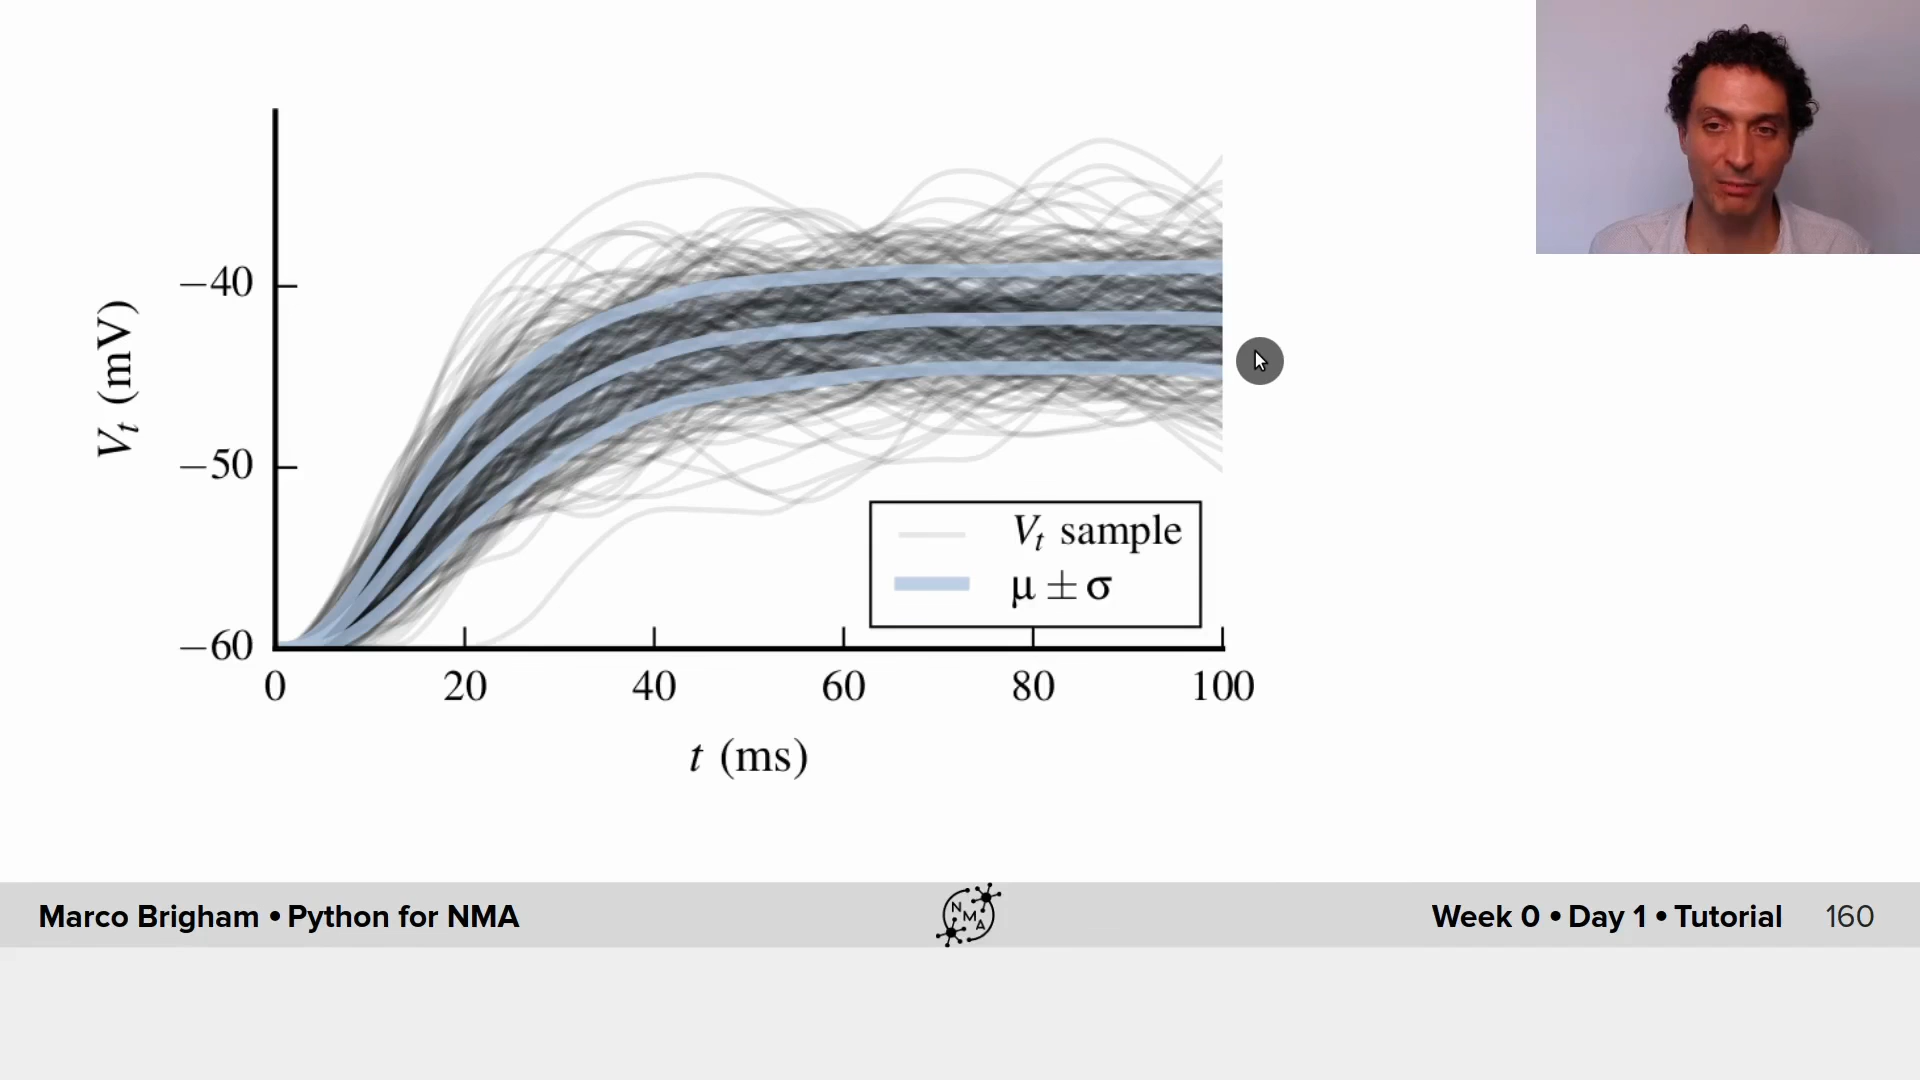 V_t (mV)
−40
−50
−60
V_t sample
μ ± σ
0 20 40 60 80 100
t (ms)
Marco Brigham • Python for NMA
N
M
A
Week 0 • Day 1 • Tutorial 160